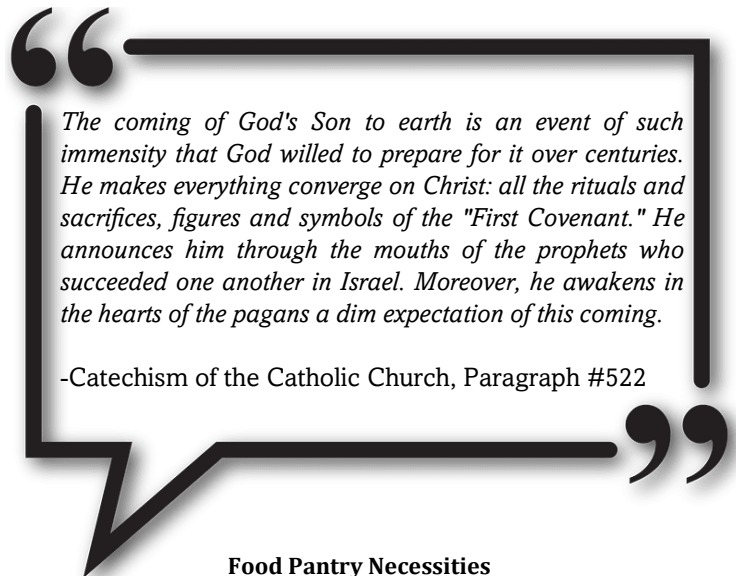 The coming of God's Son to earth is an event of such
immensity that God willed to prepare for it over centuries.
He makes everything converge on Christ: all the rituals and
sacrifices, figures and symbols of the "First Covenant." He
announces him through the mouths of the prophets who
succeeded one another in Israel. Moreover, he awakens in
the hearts of the pagans a dim expectation of this coming.
-Catechism of the Catholic Church, Paragraph #522
Food Pantry Necessities